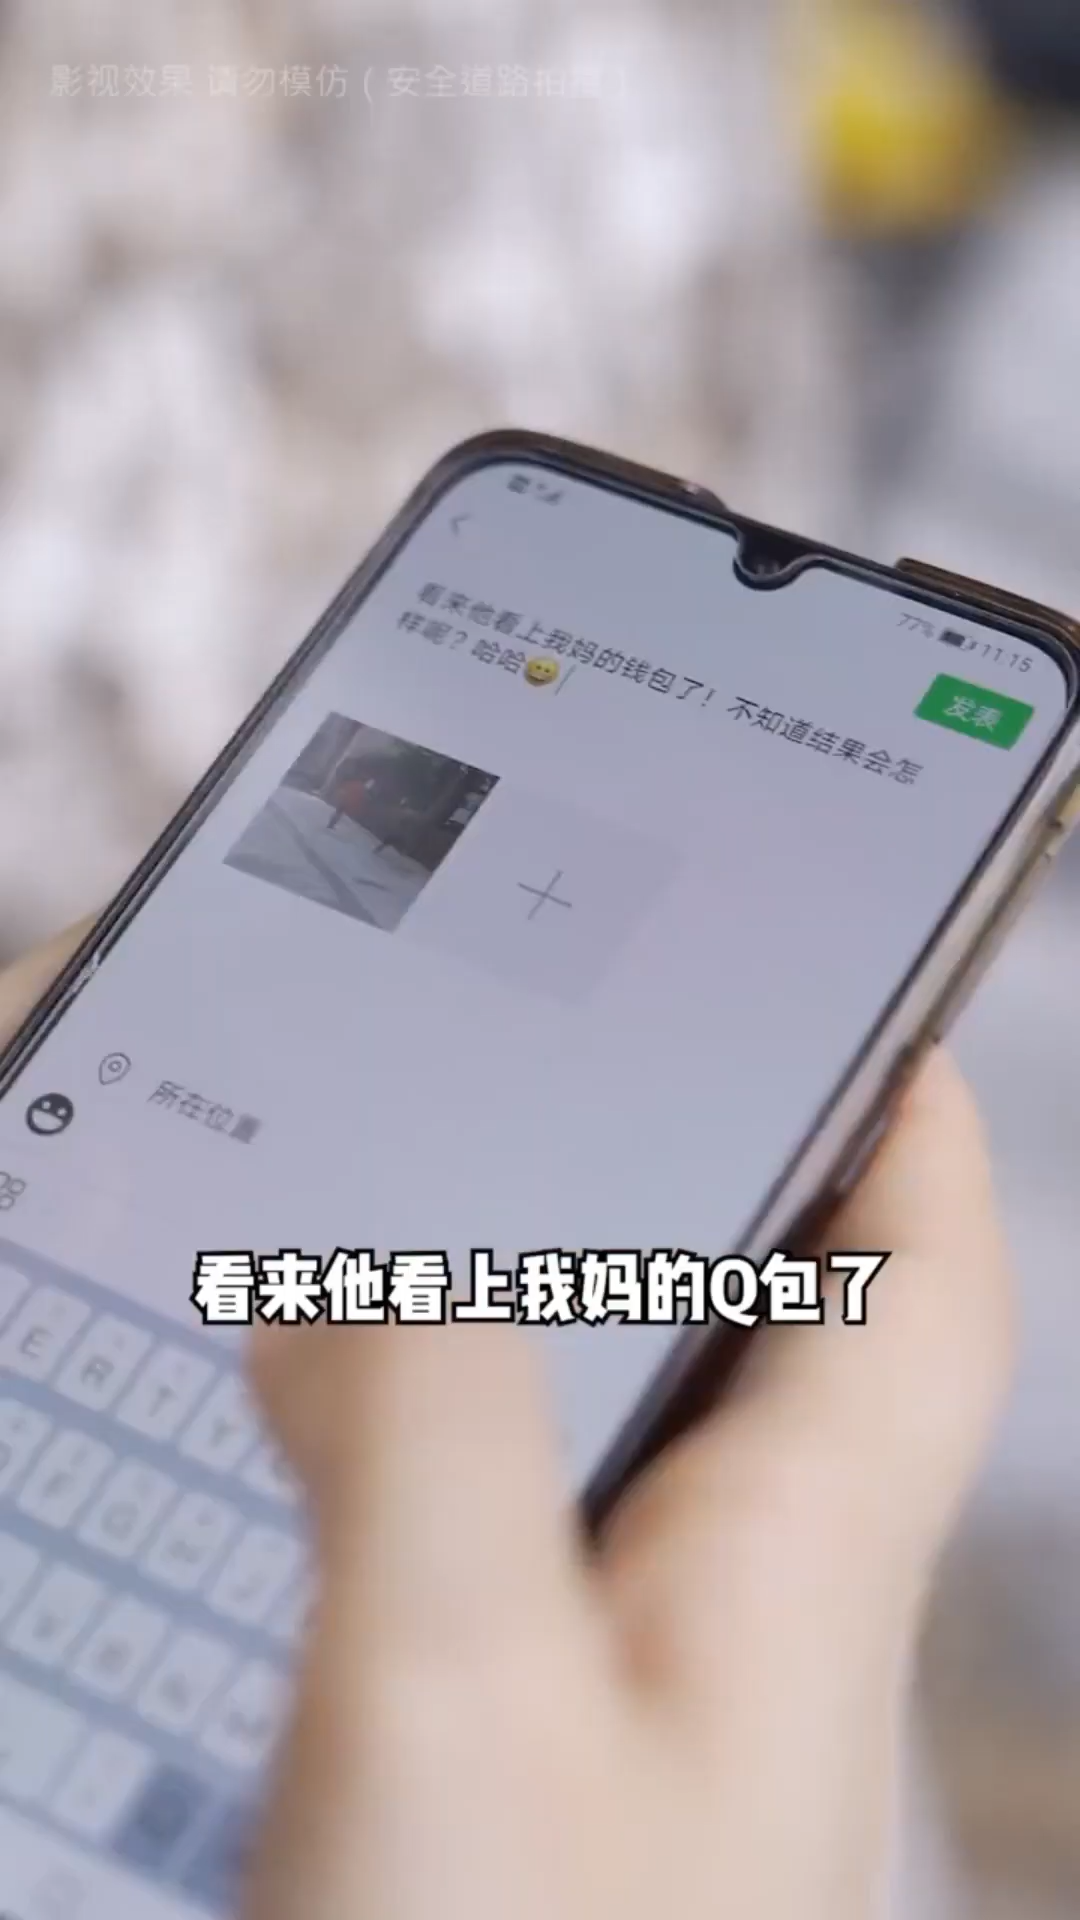 影视效果 请勿模仿（安全道路拍摄）
77% 11:15
发表
看来他看上我妈的钱包了！不知道结果会怎
样呢？哈哈😀
所在位置
看来他看上我妈的Q包了
E R T Y
F G